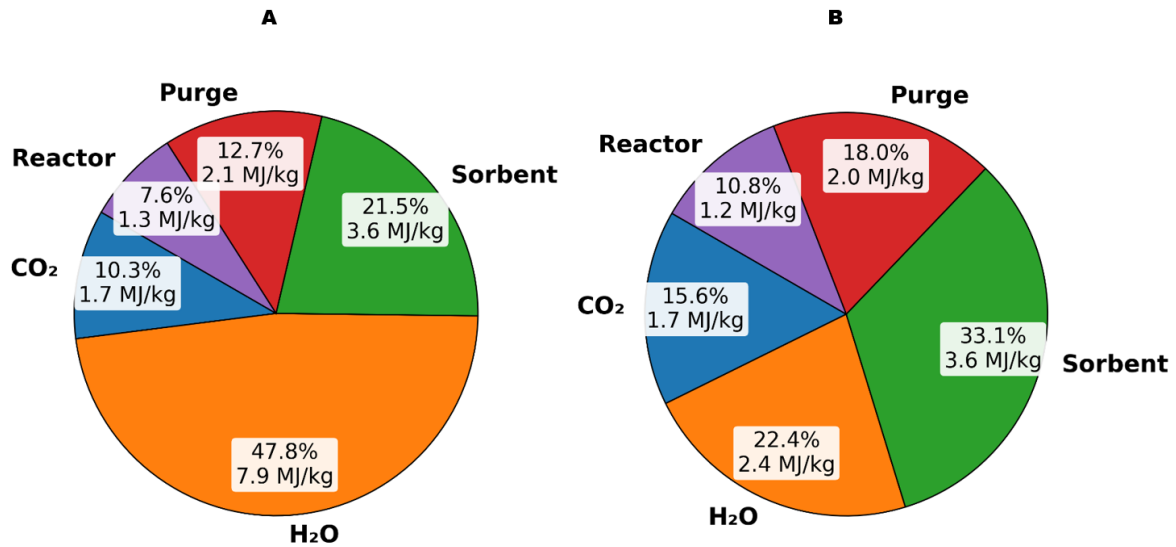 A
Purge
12.7%
2.1 MJ/kg
Reactor
7.6%
1.3 MJ/kg
Sorbent
21.5%
3.6 MJ/kg
CO₂
10.3%
1.7 MJ/kg
47.8%
7.9 MJ/kg
H₂O
B
Purge
18.0%
2.0 MJ/kg
Reactor
10.8%
1.2 MJ/kg
CO₂
15.6%
1.7 MJ/kg
33.1%
3.6 MJ/kg
Sorbent
22.4%
2.4 MJ/kg
H₂O